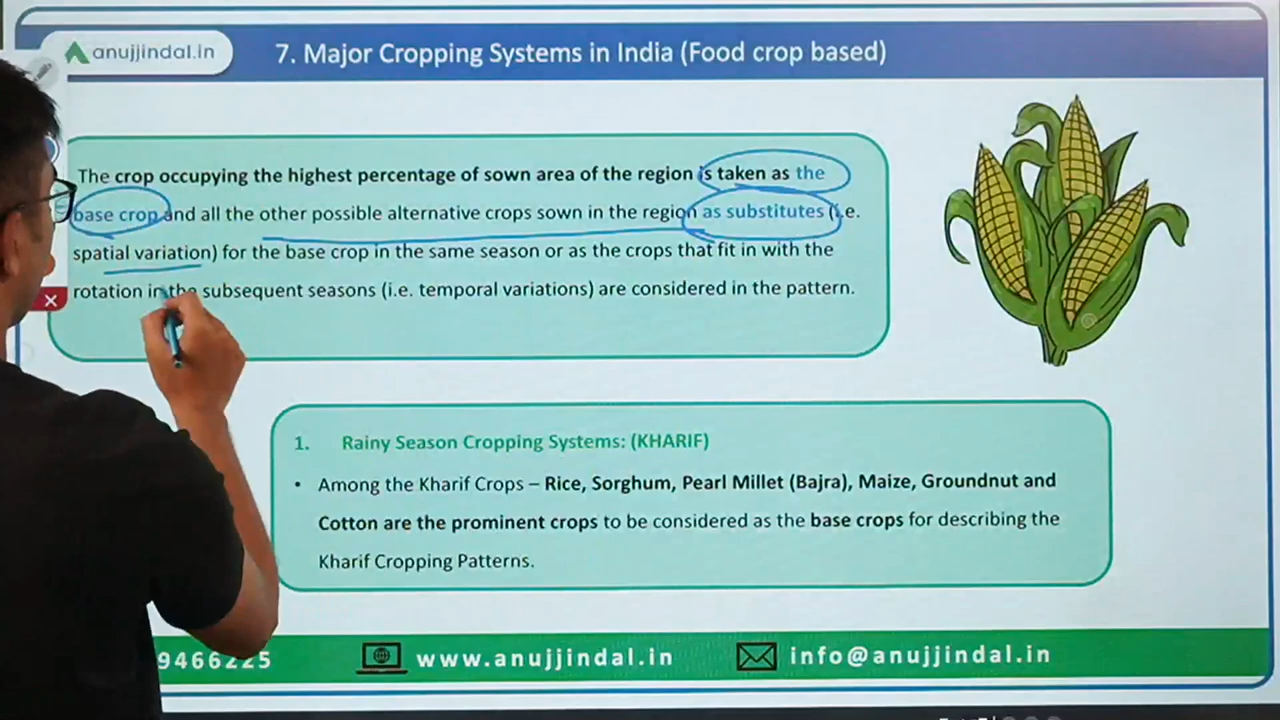 anujjindal.in
7. Major Cropping Systems in India (Food crop based)
The crop occupying the highest percentage of sown area of the region is taken as the
base crop and all the other possible alternative crops sown in the region as substitutes (i.e.
spatial variation) for the base crop in the same season or as the crops that fit in with the
rotation in the subsequent seasons (i.e. temporal variations) are considered in the pattern.
1. Rainy Season Cropping Systems: (KHARIF)
• Among the Kharif Crops – Rice, Sorghum, Pearl Millet (Bajra), Maize, Groundnut and
Cotton are the prominent crops to be considered as the base crops for describing the
Kharif Cropping Patterns.
9466225 www.anujjindal.in info@anujjindal.in